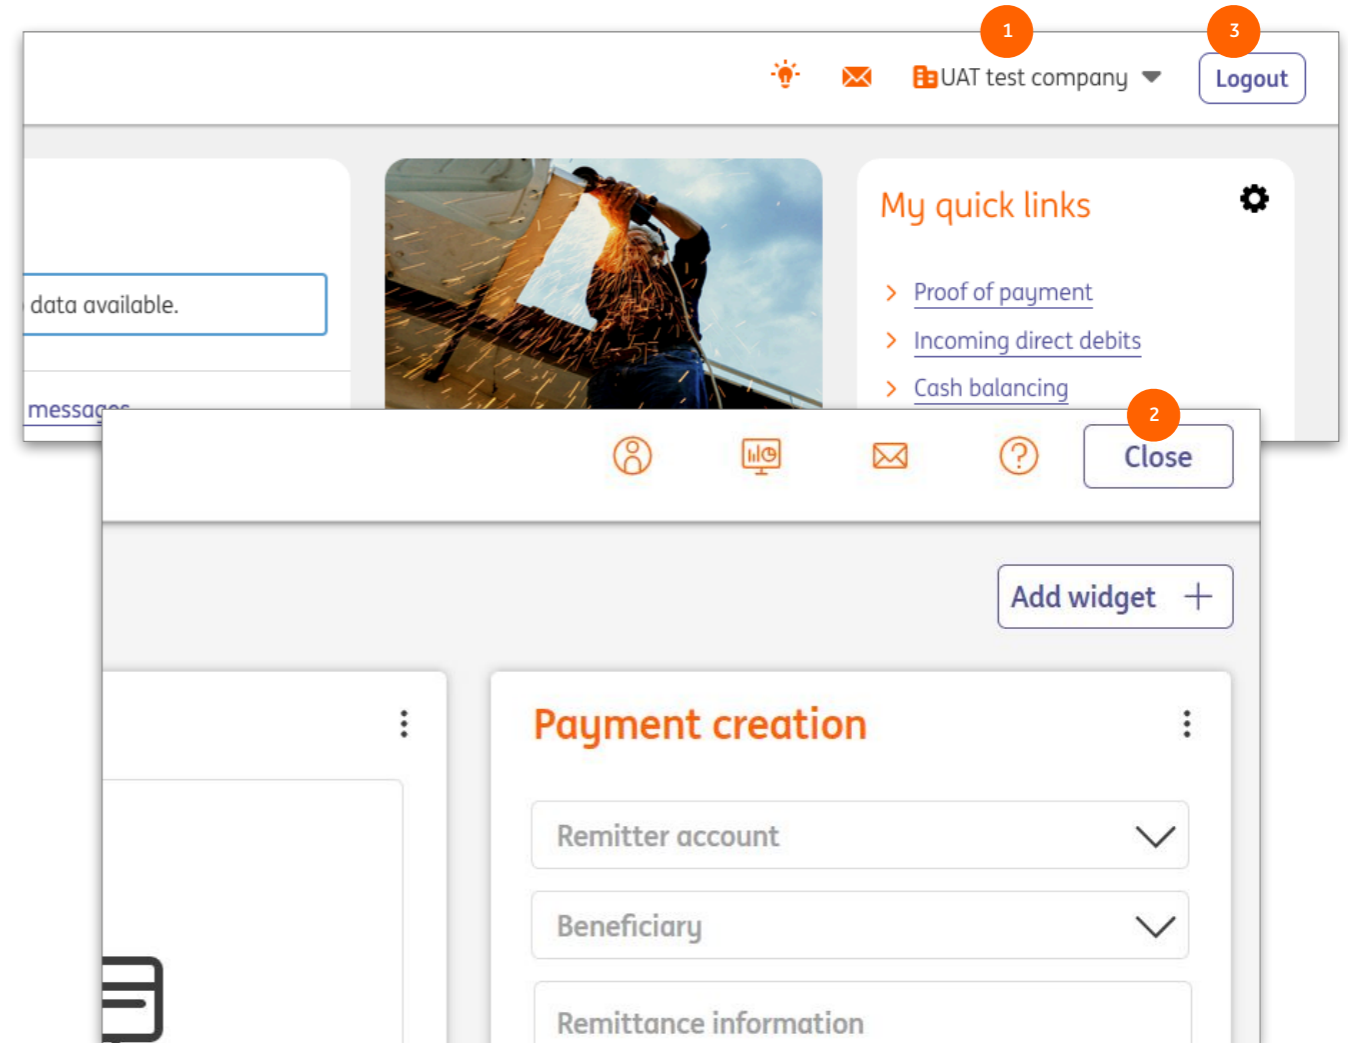 1
3
UAT test company
Logout
My quick links
data available.
Proof of payment
Incoming direct debits
Cash balancing
messages
2
Close
Add widget
Payment creation
Remitter account
Beneficiary
Remittance information